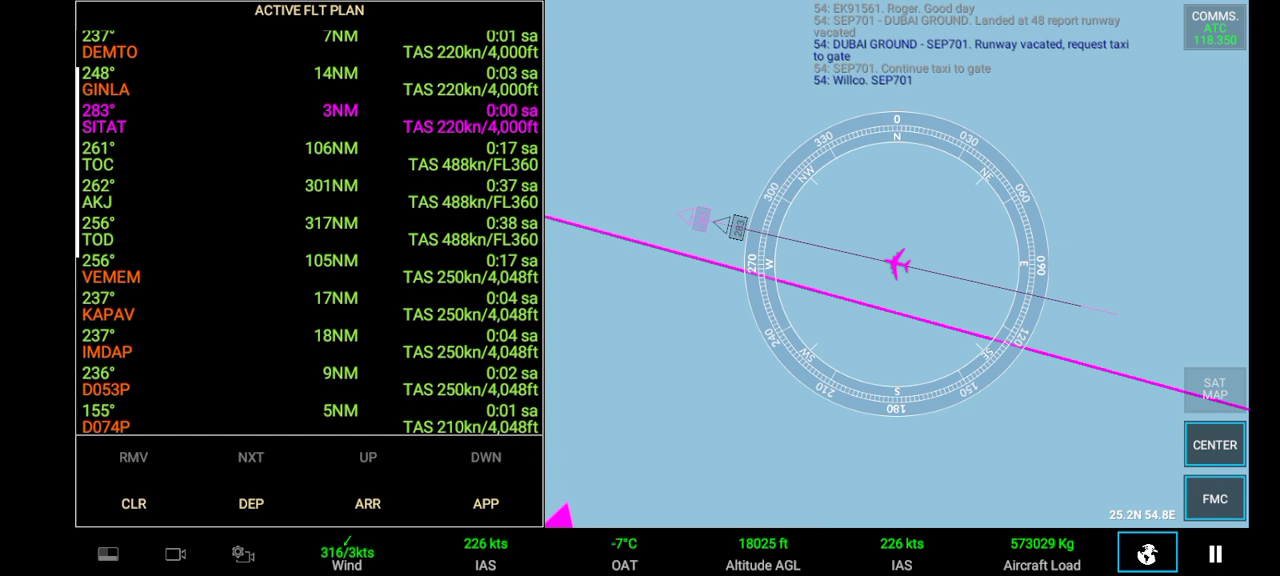 ACTIVE FLT PLAN
237° 7NM 0:01 sa
DEMTO TAS 220kn/4,000ft
248° 14NM 0:03 sa
GINLA TAS 220kn/4,000ft
283° 3NM 0:00 sa
SITAT TAS 220kn/4,000ft
261° 106NM 0:17 sa
TOC TAS 488kn/FL360
262° 301NM 0:37 sa
AKJ TAS 488kn/FL360
256° 317NM 0:38 sa
TOD TAS 488kn/FL360
256° 105NM 0:17 sa
VEMEM TAS 250kn/4,048ft
237° 17NM 0:04 sa
KAPAV TAS 250kn/4,048ft
237° 18NM 0:04 sa
IMDAP TAS 250kn/4,048ft
236° 9NM 0:02 sa
D053P TAS 250kn/4,048ft
155° 5NM 0:01 sa
D074P TAS 210kn/4,048ft
RMV NXT UP DWN
CLR DEP ARR APP
54: EK91561. Roger. Good day
54: SEP701 - DUBAI GROUND. Landed at 48 report runway
vacated
54: DUBAI GROUND - SEP701. Runway vacated, request taxi
to gate
54: SEP701. Continue taxi to gate
54: Willco. SEP701
COMMS.
ATC
118.350
0
030
060
090
120
150
180
210
240
270
300
330
N
NE
E
SE
S
SW
W
NW
283
SAT
MAP
CENTER
FMC
25.2N 54.8E
316/3kts
Wind
226 kts
IAS
-7°C
OAT
18025 ft
Altitude AGL
226 kts
IAS
573029 Kg
Aircraft Load